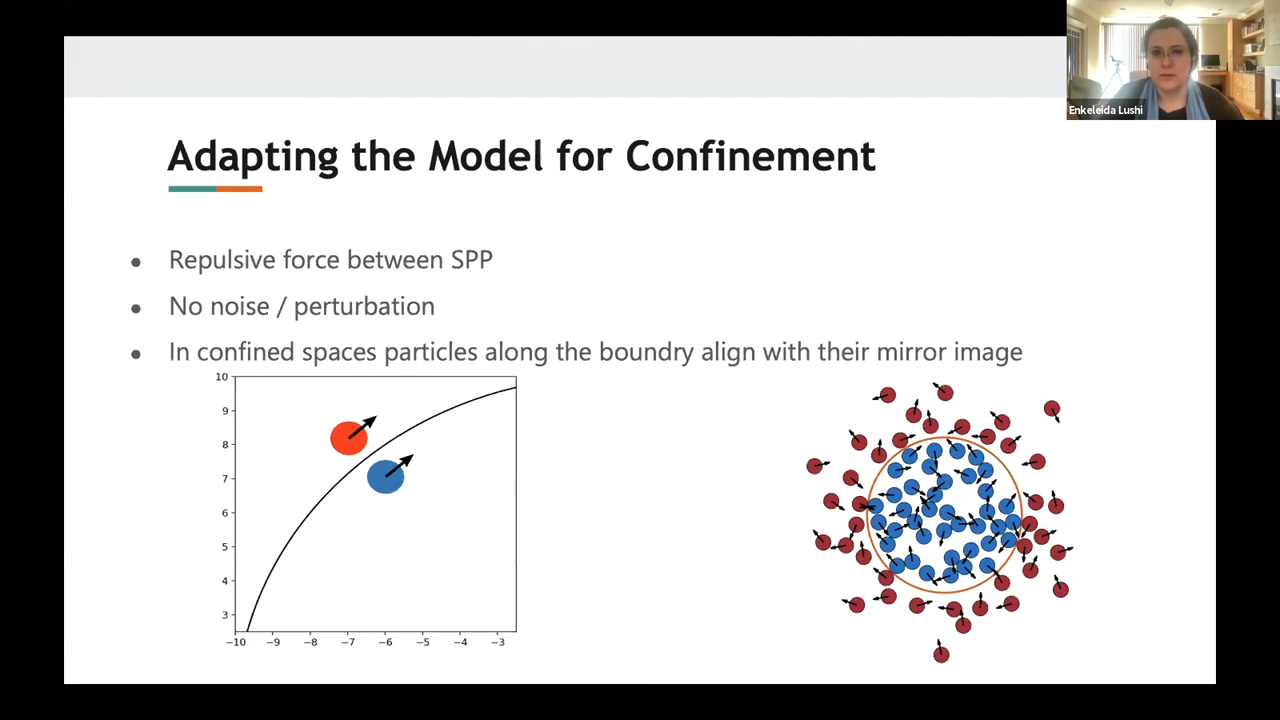 Enkeleida Lushi
Adapting the Model for Confinement
● Repulsive force between SPP
● No noise / perturbation
● In confined spaces particles along the boundry align with their mirror image
10
9
8
7
6
5
4
3
−10 −9 −8 −7 −6 −5 −4 −3